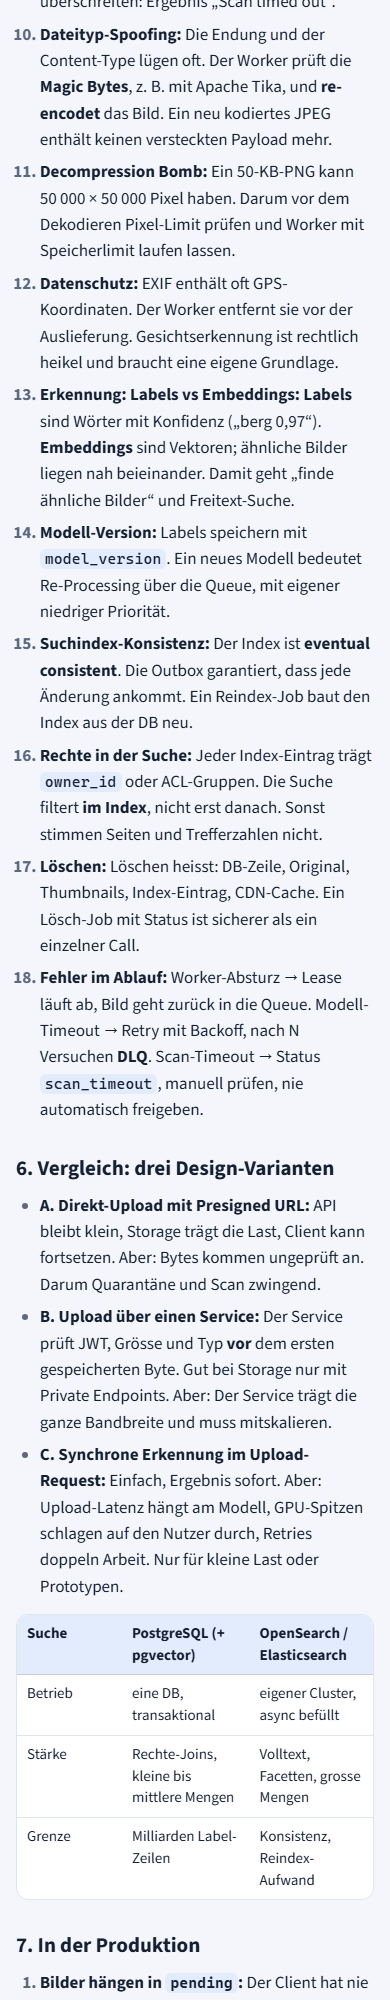 überschreiten: Ergebnis „Scan timed out“.
10. Dateityp-Spoofing: Die Endung und der
Content-Type lügen oft. Der Worker prüft die
Magic Bytes, z. B. mit Apache Tika, und re-
encodet das Bild. Ein neu kodiertes JPEG
enthält keinen versteckten Payload mehr.
11. Decompression Bomb: Ein 50-KB-PNG kann
50 000 × 50 000 Pixel haben. Darum vor dem
Dekodieren Pixel-Limit prüfen und Worker mit
Speicherlimit laufen lassen.
12. Datenschutz: EXIF enthält oft GPS-
Koordinaten. Der Worker entfernt sie vor der
Auslieferung. Gesichtserkennung ist rechtlich
heikel und braucht eine eigene Grundlage.
13. Erkennung: Labels vs Embeddings: Labels
sind Wörter mit Konfidenz („berg 0,97“).
Embeddings sind Vektoren; ähnliche Bilder
liegen nah beieinander. Damit geht „finde
ähnliche Bilder“ und Freitext-Suche.
14. Modell-Version: Labels speichern mit
model_version. Ein neues Modell bedeutet
Re-Processing über die Queue, mit eigener
niedriger Priorität.
15. Suchindex-Konsistenz: Der Index ist eventual
consistent. Die Outbox garantiert, dass jede
Änderung ankommt. Ein Reindex-Job baut den
Index aus der DB neu.
16. Rechte in der Suche: Jeder Index-Eintrag trägt
owner_id oder ACL-Gruppen. Die Suche
filtert im Index, nicht erst danach. Sonst
stimmen Seiten und Trefferzahlen nicht.
17. Löschen: Löschen heisst: DB-Zeile, Original,
Thumbnails, Index-Eintrag, CDN-Cache. Ein
Lösch-Job mit Status ist sicherer als ein
einzelner Call.
18. Fehler im Ablauf: Worker-Absturz → Lease
läuft ab, Bild geht zurück in die Queue. Modell-
Timeout → Retry mit Backoff, nach N
Versuchen DLQ. Scan-Timeout → Status
scan_timeout, manuell prüfen, nie
automatisch freigeben.
6. Vergleich: drei Design-Varianten
• A. Direkt-Upload mit Presigned URL: API
bleibt klein, Storage trägt die Last, Client kann
fortsetzen. Aber: Bytes kommen ungeprüft an.
Darum Quarantäne und Scan zwingend.
• B. Upload über einen Service: Der Service
prüft JWT, Grösse und Typ vor dem ersten
gespeicherten Byte. Gut bei Storage nur mit
Private Endpoints. Aber: Der Service trägt die
ganze Bandbreite und muss mitskalieren.
• C. Synchrone Erkennung im Upload-
Request: Einfach, Ergebnis sofort. Aber:
Upload-Latenz hängt am Modell, GPU-Spitzen
schlagen auf den Nutzer durch, Retries
doppeln Arbeit. Nur für kleine Last oder
Prototypen.
Suche PostgreSQL (+ OpenSearch /
pgvector) Elasticsearch
Betrieb eine DB, eigener Cluster,
transaktional async befüllt
Stärke Rechte-Joins, Volltext,
kleine bis Facetten, grosse
mittlere Mengen Mengen
Grenze Milliarden Label- Konsistenz,
Zeilen Reindex-
Aufwand
7. In der Produktion
1. Bilder hängen in pending: Der Client hat nie